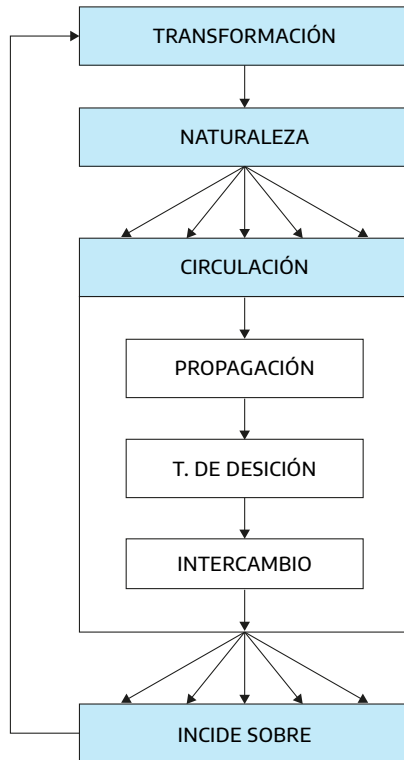 TRANSFORMACIÓN
NATURALEZA
CIRCULACIÓN
PROPAGACIÓN
T. DE DESICIÓN
INTERCAMBIO
INCIDE SOBRE